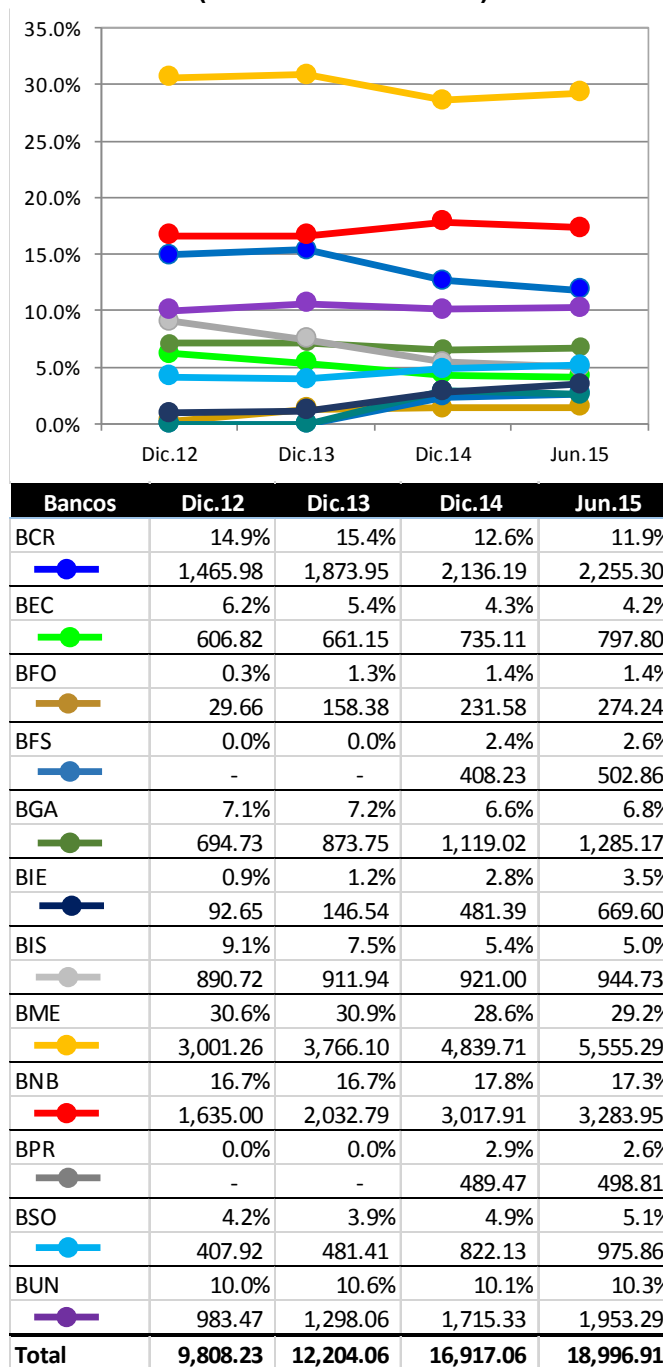 35.0%
30.0%
25.0%
20.0%
15.0%
10.0%
5.0%
0.0%
Dic.12 Dic.13 Dic.14 Jun.15
Bancos Dic.12 Dic.13 Dic.14 Jun.15
BCR 14.9% 15.4% 12.6% 11.9%
1,465.98 1,873.95 2,136.19 2,255.30
BEC 6.2% 5.4% 4.3% 4.2%
606.82 661.15 735.11 797.80
BFO 0.3% 1.3% 1.4% 1.4%
29.66 158.38 231.58 274.24
BFS 0.0% 0.0% 2.4% 2.6%
- - 408.23 502.86
BGA 7.1% 7.2% 6.6% 6.8%
694.73 873.75 1,119.02 1,285.17
BIE 0.9% 1.2% 2.8% 3.5%
92.65 146.54 481.39 669.60
BIS 9.1% 7.5% 5.4% 5.0%
890.72 911.94 921.00 944.73
BME 30.6% 30.9% 28.6% 29.2%
3,001.26 3,766.10 4,839.71 5,555.29
BNB 16.7% 16.7% 17.8% 17.3%
1,635.00 2,032.79 3,017.91 3,283.95
BPR 0.0% 0.0% 2.9% 2.6%
- - 489.47 498.81
BSO 4.2% 3.9% 4.9% 5.1%
407.92 481.41 822.13 975.86
BUN 10.0% 10.6% 10.1% 10.3%
983.47 1,298.06 1,715.33 1,953.29
Total 9,808.23 12,204.06 16,917.06 18,996.91